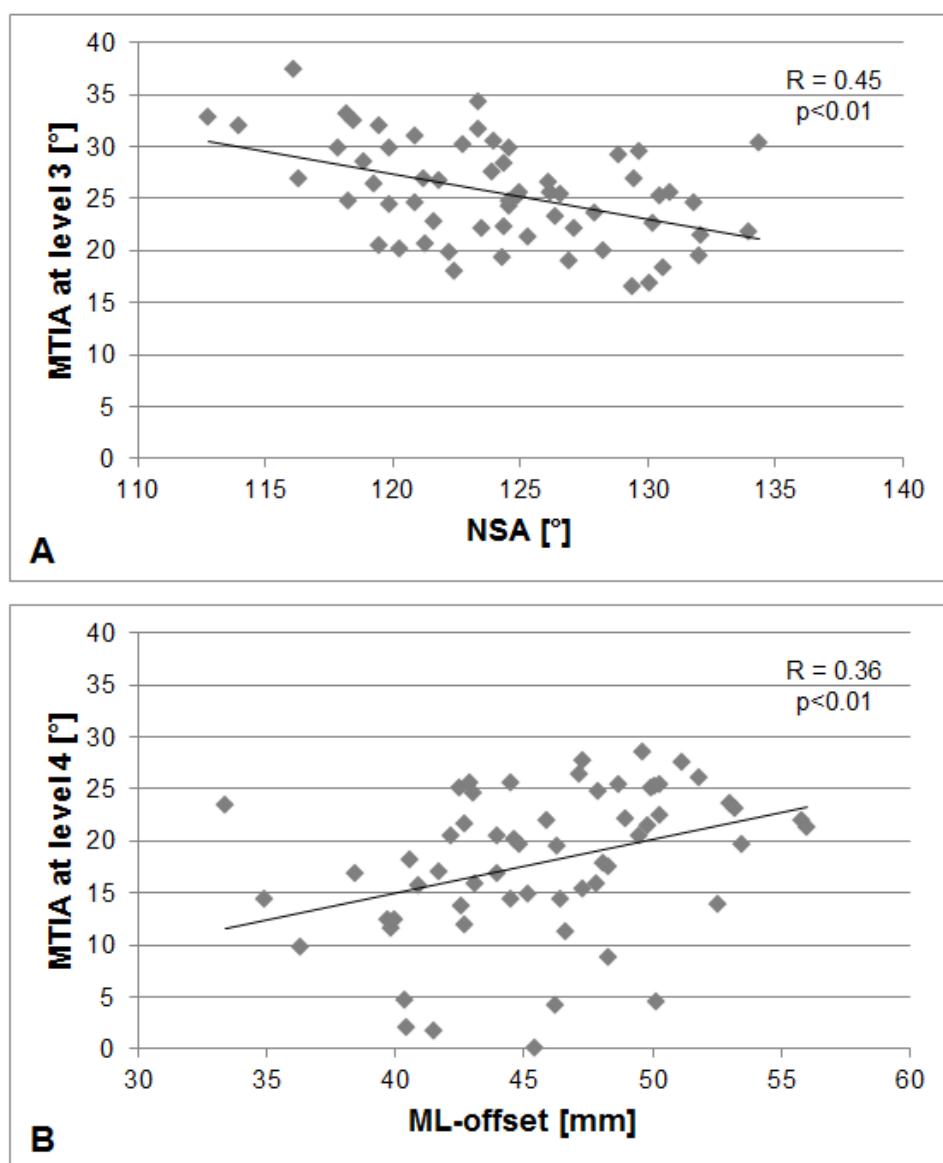 40
R = 0.45
p<0.01
35
30
25
20
15
10
5
0
MTIA at level 3 [°]
110 115 120 125 130 135 140
NSA [°]
A
40
R = 0.36
p<0.01
35
30
25
20
15
10
5
0
MTIA at level 4 [°]
30 35 40 45 50 55 60
ML-offset [mm]
B